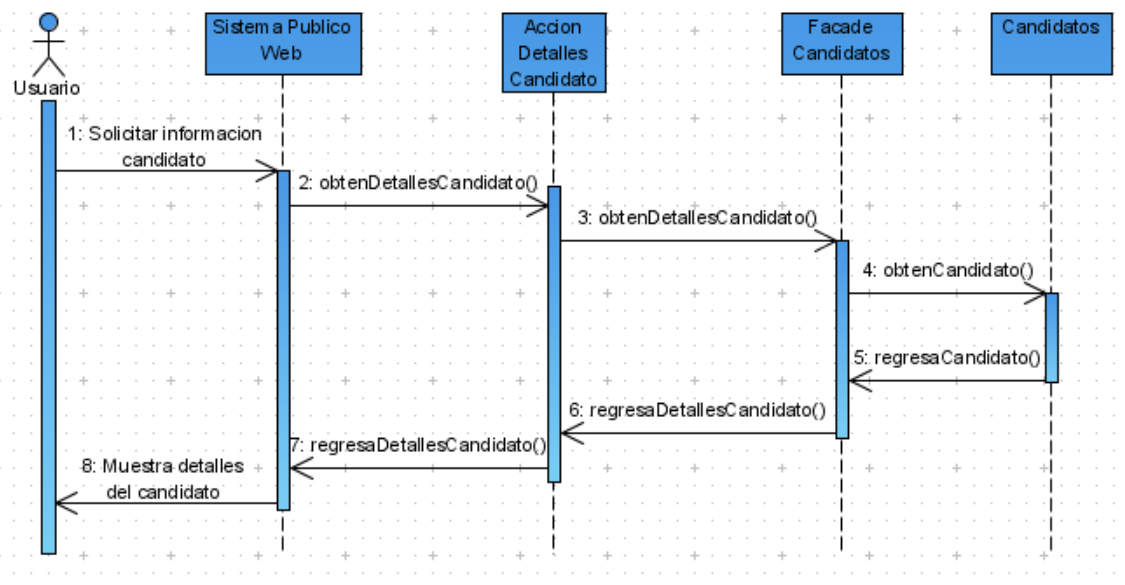 Usuario
Sistema Publico
Web
Accion
Detalles
Candidato
Facade
Candidatos
Candidatos
1: Solicitar informacion
candidato
2: obtenDetallesCandidato()
3: obtenDetallesCandidato()
4: obtenCandidato()
5: regresaCandidato()
6: regresaDetallesCandidato()
7: regresaDetallesCandidato()
8: Muestra detalles
del candidato